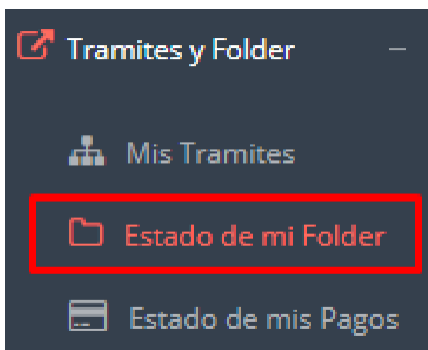 Tramites y Folder
Mis Tramites
Estado de mi Folder
Estado de mis Pagos